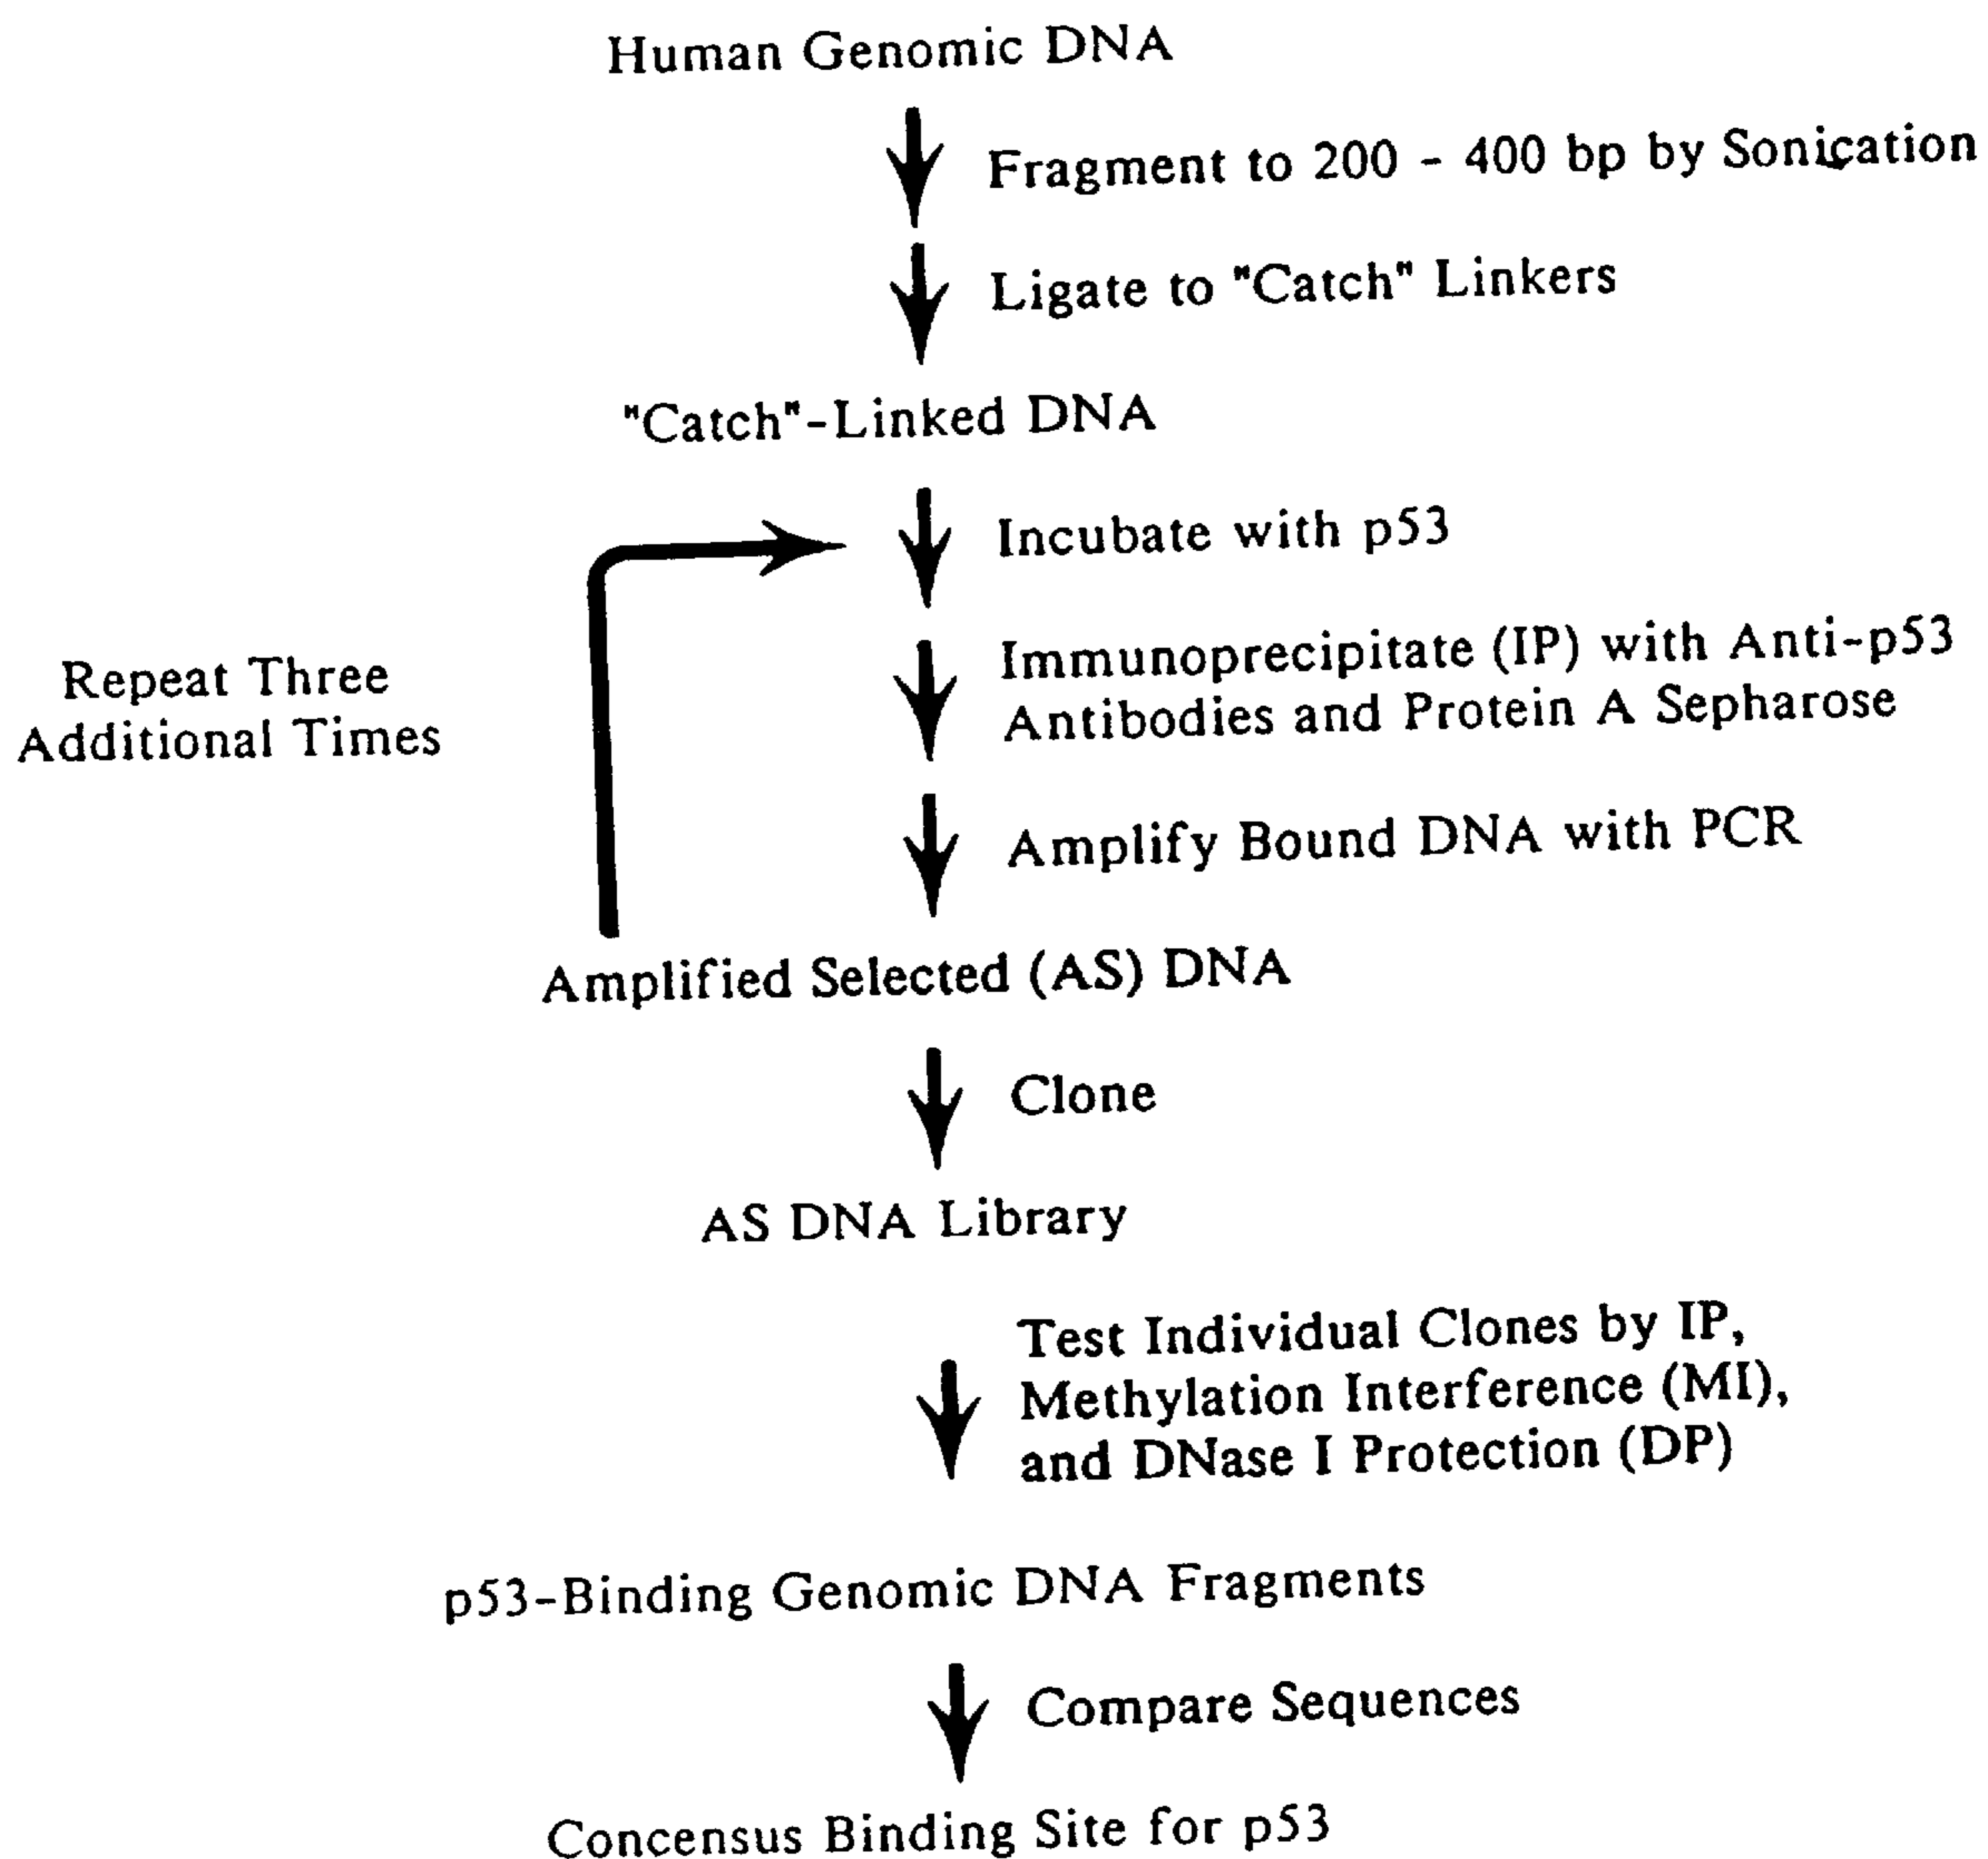 Human Genomic DNA
Fragment to 200 - 400 bp by Sonication
Ligate to "Catch" Linkers
"Catch"-Linked DNA
Incubate with p53
Immunoprecipitate (IP) with Anti-p53
Antibodies and Protein A Sepharose
Repeat Three
Additional Times
Amplify Bound DNA with PCR
Amplified Selected (AS) DNA
Clone
AS DNA Library
Test Individual Clones by IP,
Methylation Interference (MI),
and DNase I Protection (DP)
p53-Binding Genomic DNA Fragments
Compare Sequences
Concensus Binding Site for p53